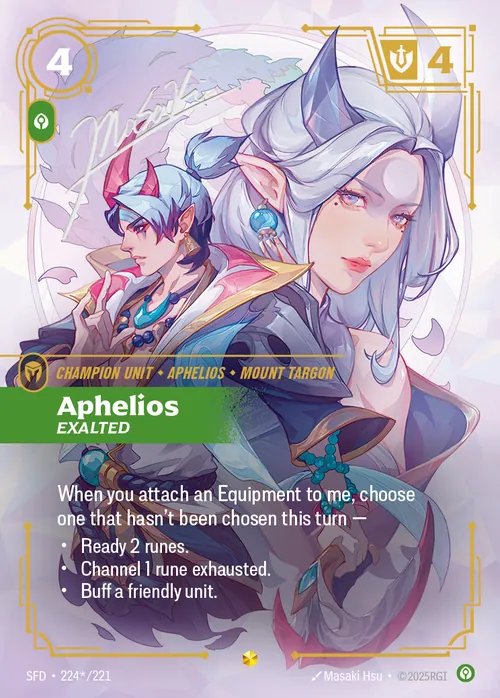 4
4
Masaki
CHAMPION UNIT • APHELIOS • MOUNT TARGON
Aphelios
EXALTED
When you attach an Equipment to me, choose
one that hasn't been chosen this turn —
• Ready 2 runes.
• Channel 1 rune exhausted.
• Buff a friendly unit.
SFD • 224*/221
Masaki Hsu • ©2025RGI